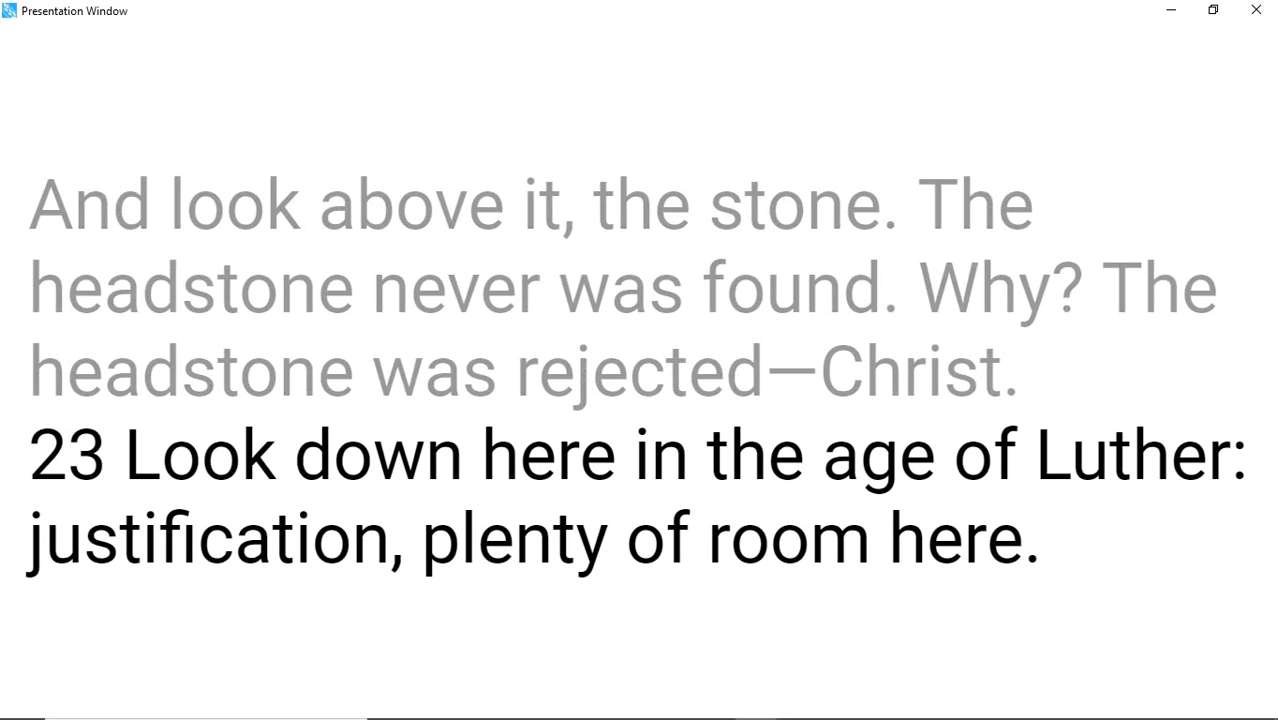 Presentation Window
And look above it, the stone. The
headstone never was found. Why? The
headstone was rejected—Christ.
23 Look down here in the age of Luther:
justification, plenty of room here.